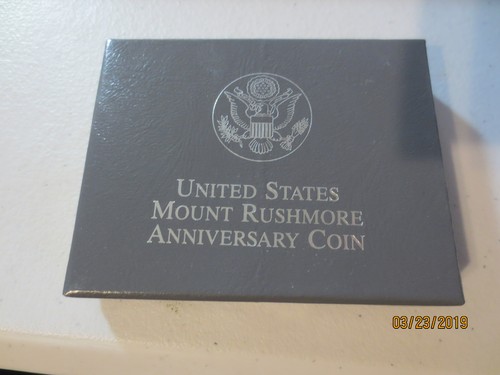 UNITED STATES
MOUNT RUSHMORE
ANNIVERSARY COIN
03/23/2019